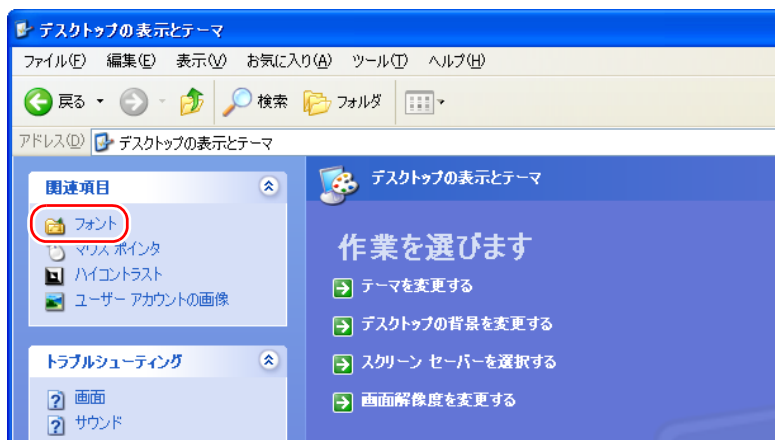 デスクトップの表示とテーマ
ファイル(F) 編集(E) 表示(V) お気に入り(A) ツール(T) ヘルプ(H)
戻る 検索 フォルダ
アドレス(D) デスクトップの表示とテーマ
関連項目
フォント
マウス ポインタ
ハイコントラスト
ユーザー アカウントの画像
トラブルシューティング
画面
サウンド
デスクトップの表示とテーマ
作業を選びます
テーマを変更する
デスクトップの背景を変更する
スクリーン セーバーを選択する
画面解像度を変更する